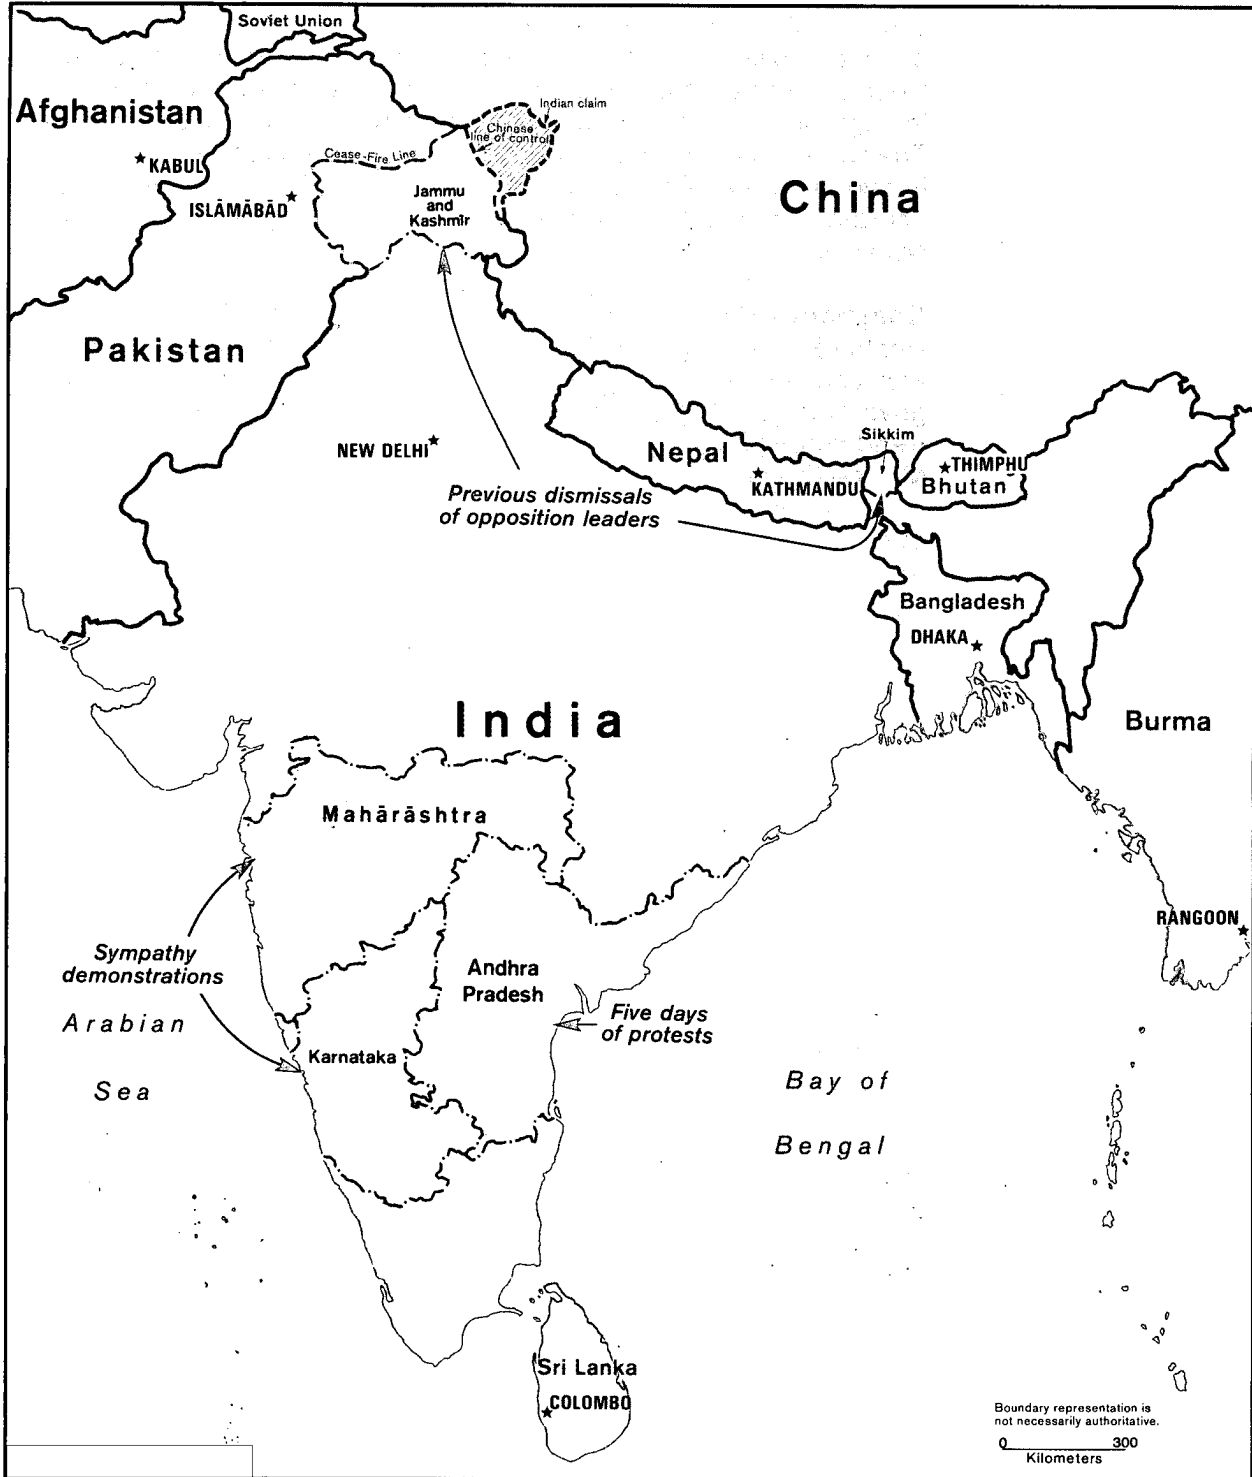 Soviet Union
Afghanistan
Indian claim
Chinese
line of control
Cease-Fire Line
KABUL
ISLĀMĀBĀD
Jammu
and
Kashmīr
China
Pakistan
NEW DELHI
Nepal
KATHMANDU
Sikkim
THIMPHU
Bhutan
Previous dismissals
of opposition leaders
Bangladesh
DHAKA
India
Burma
Mahārāshtra
RANGOON
Sympathy
demonstrations
Andhra
Pradesh
Five days
of protests
Arabian
Sea
Karnataka
Bay of
Bengal
Sri Lanka
COLOMBO
Boundary representation is
not necessarily authoritative.
0 300
Kilometers